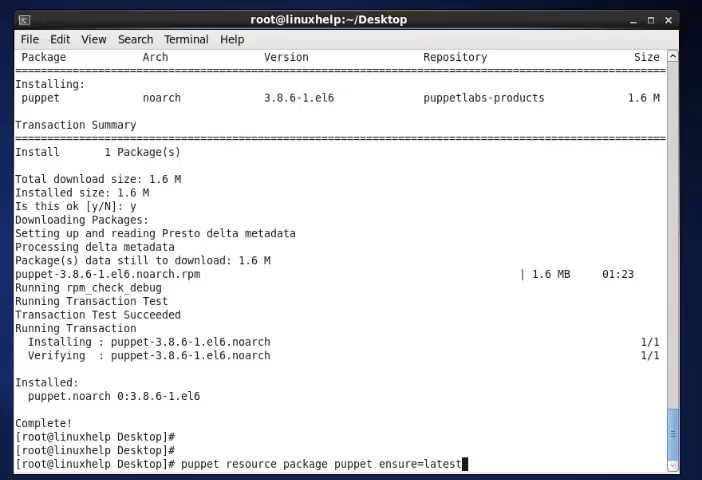 root@linuxhelp:~/Desktop
File Edit View Search Terminal Help
Package Arch Version Repository Size
================================================================================
Installing:
puppet noarch 3.8.6-1.el6 puppetlabs-products 1.6 M
Transaction Summary
================================================================================
Install 1 Package(s)
Total download size: 1.6 M
Installed size: 1.6 M
Is this ok [y/N]: y
Downloading Packages:
Setting up and reading Presto delta metadata
Processing delta metadata
Package(s) data still to download: 1.6 M
puppet-3.8.6-1.el6.noarch.rpm | 1.6 MB 01:23
Running rpm_check_debug
Running Transaction Test
Transaction Test Succeeded
Running Transaction
Installing : puppet-3.8.6-1.el6.noarch 1/1
Verifying : puppet-3.8.6-1.el6.noarch 1/1
Installed:
puppet.noarch 0:3.8.6-1.el6
Complete!
[root@linuxhelp Desktop]#
[root@linuxhelp Desktop]#
[root@linuxhelp Desktop]# puppet resource package puppet ensure=latest